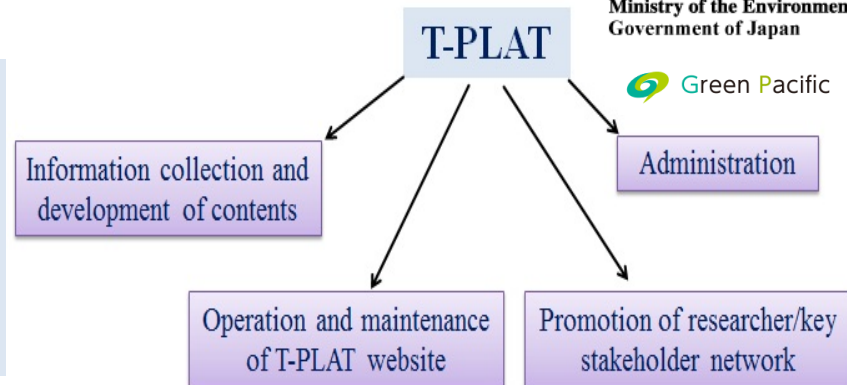 Ministry of the Environmen
Government of Japan
T-PLAT
Green Pacific
Information collection and
development of contents
Administration
Operation and maintenance
of T-PLAT website
Promotion of researcher/key
stakeholder network